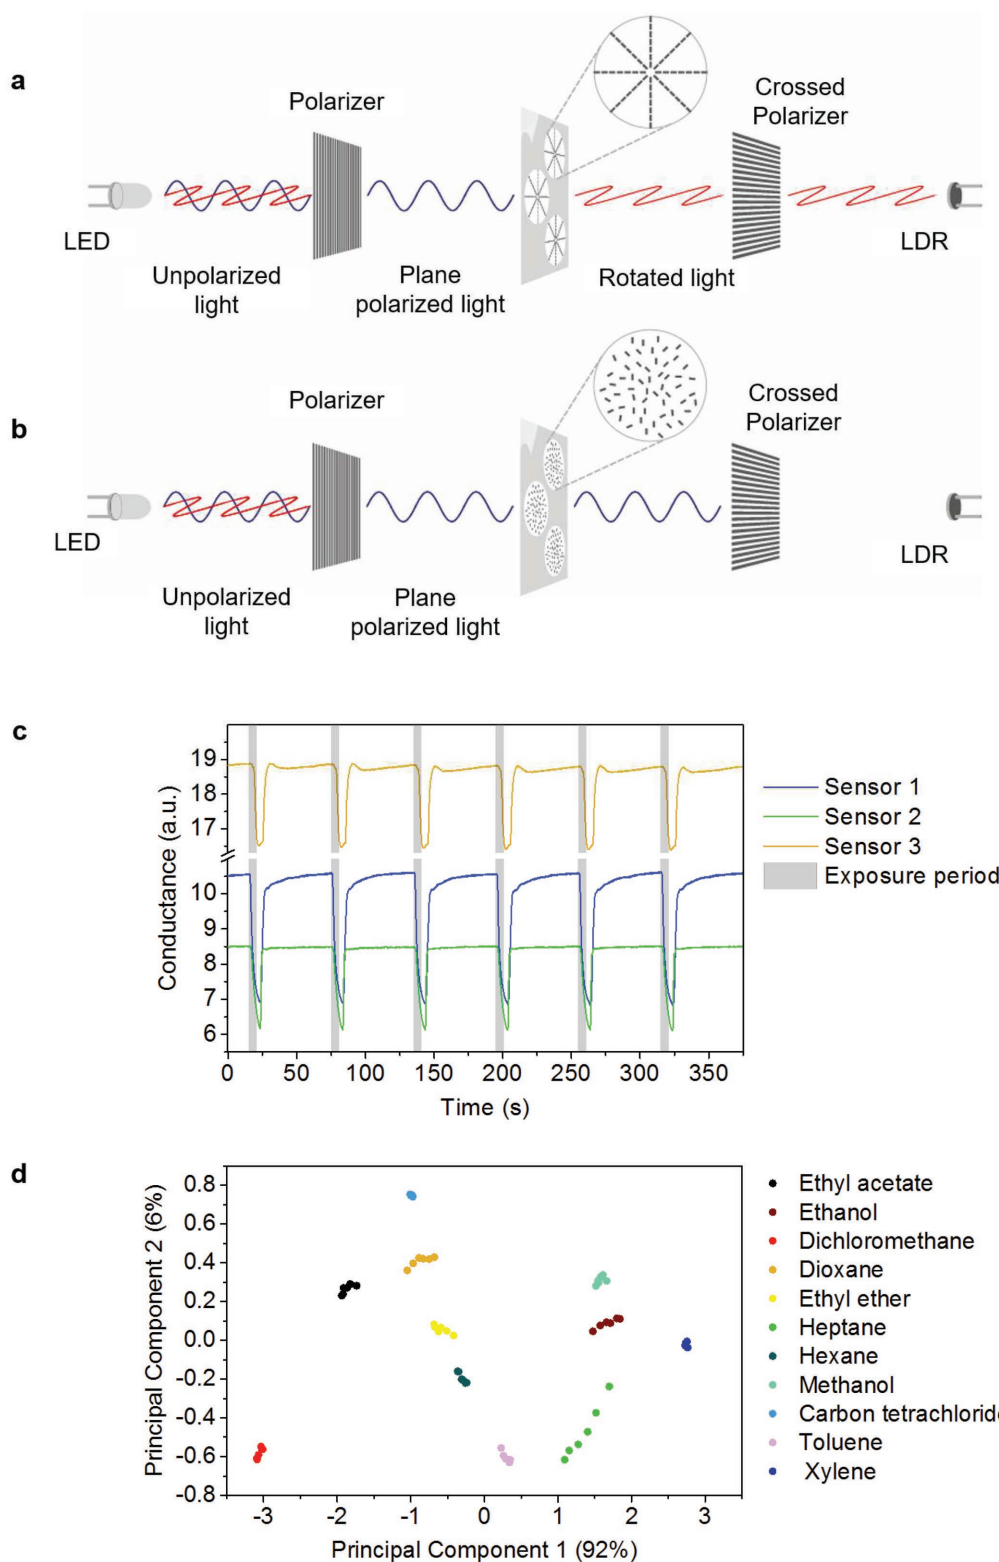 a
Polarizer
Crossed
Polarizer
LED
LDR
Unpolarized
light
Plane
polarized light
Rotated light
b
Polarizer
Crossed
Polarizer
LED
LDR
Unpolarized
light
Plane
polarized light
c
Conductance (a.u.)
19
18
17
10
9
8
7
6
0 50 100 150 200 250 300 350
Time (s)
Sensor 1
Sensor 2
Sensor 3
Exposure period
d
Principal Component 2 (6%)
0.8
0.6
0.4
0.2
0.0
-0.2
-0.4
-0.6
-0.8
-3 -2 -1 0 1 2 3
Principal Component 1 (92%)
Ethyl acetate
Ethanol
Dichloromethane
Dioxane
Ethyl ether
Heptane
Hexane
Methanol
Carbon tetrachloride
Toluene
Xylene